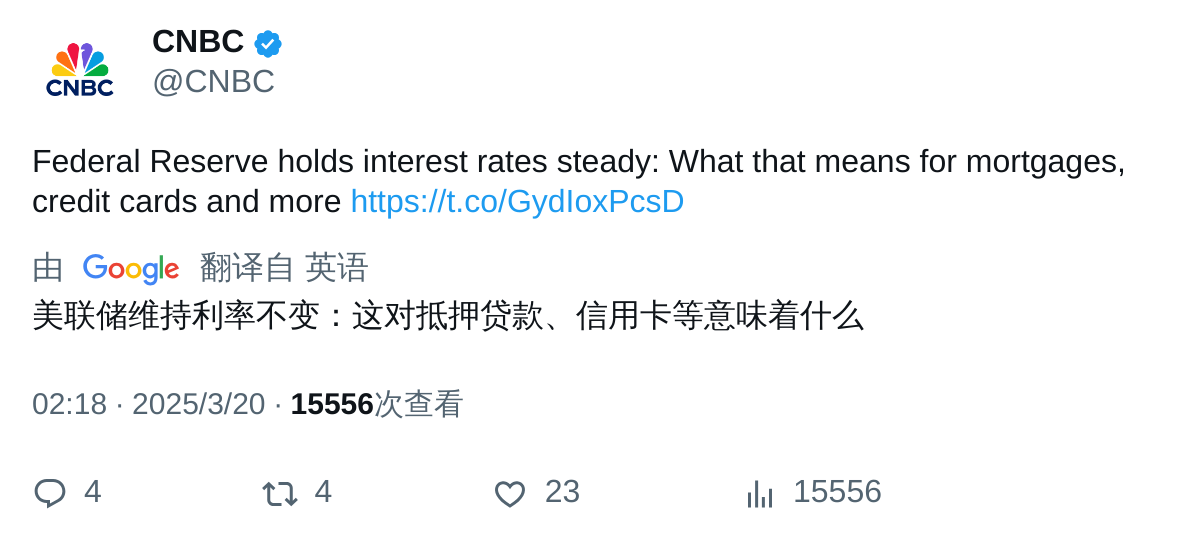 CNBC
CNBC
@CNBC
Federal Reserve holds interest rates steady: What that means for mortgages,
credit cards and more https://t.co/GydIoxPcsD
由 Google 翻译自 英语
美联储维持利率不变：这对抵押贷款、信用卡等意味着什么
02:18 · 2025/3/20 · 15556次查看
4 4 23 15556